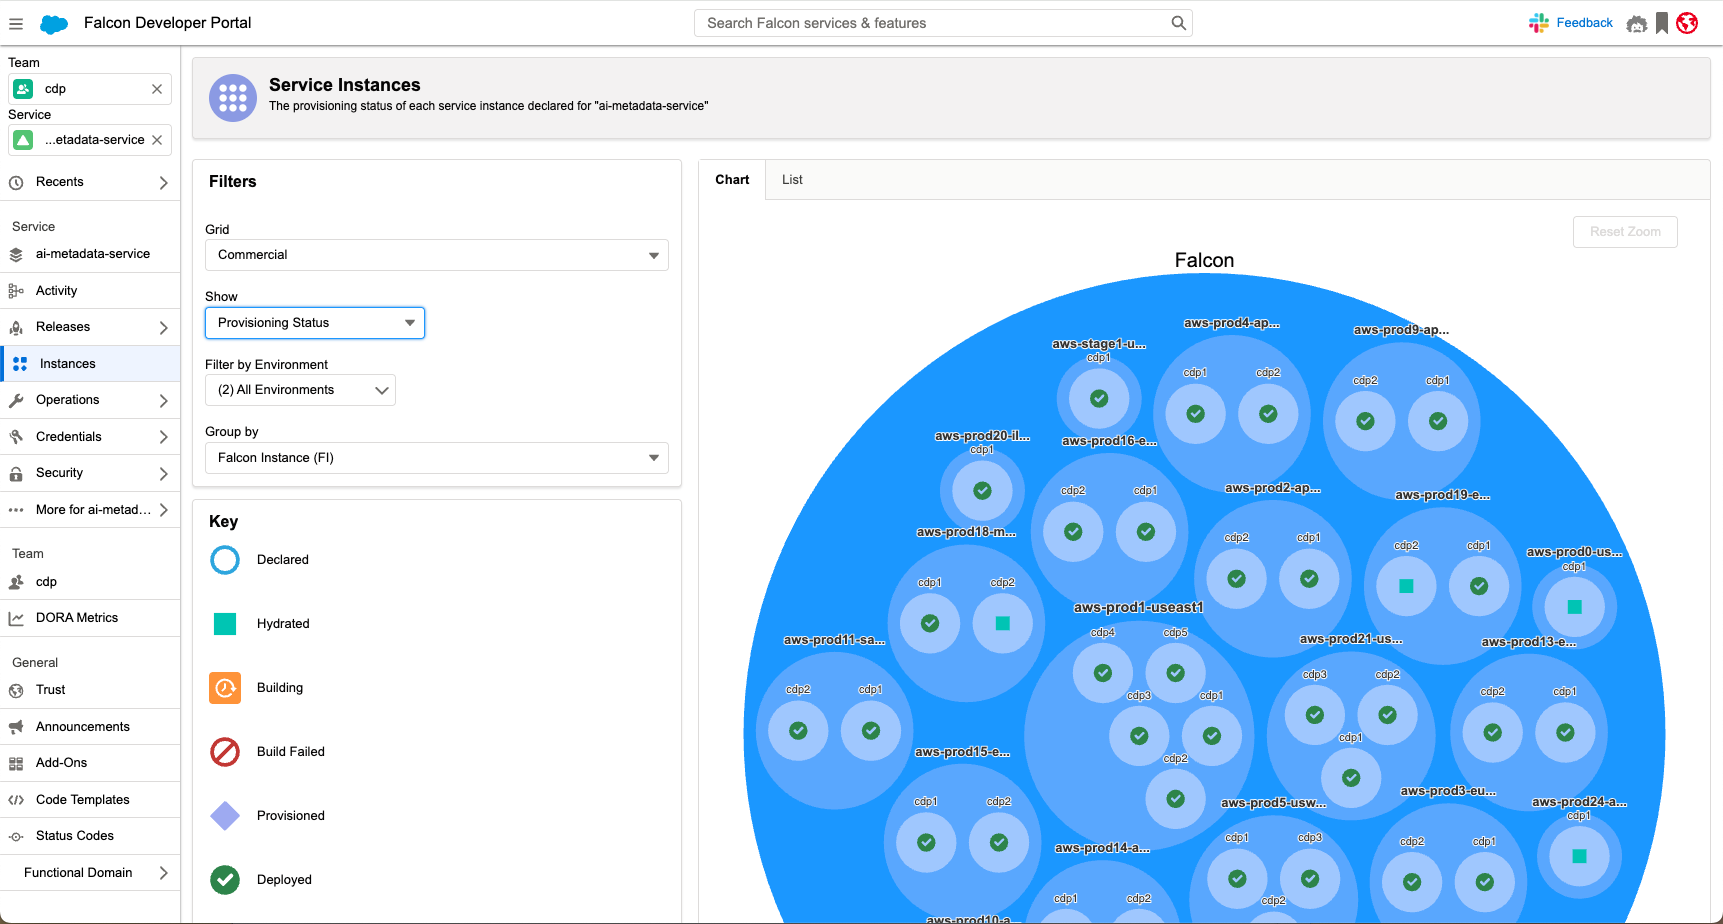 Falcon Developer Portal
Search Falcon services & features
Feedback
Team
cdp
Service
...etadata-service
Recents
Service
ai-metadata-service
Activity
Releases
Instances
Operations
Credentials
Security
More for ai-metad...
Team
cdp
DORA Metrics
General
Trust
Announcements
Add-Ons
Code Templates
Status Codes
Functional Domain
Service Instances
The provisioning status of each service instance declared for "ai-metadata-service"
Filters
Grid
Commercial
Show
Provisioning Status
Filter by Environment
(2) All Environments
Group by
Falcon Instance (FI)
Key
Declared
Hydrated
Building
Build Failed
Provisioned
Deployed
Chart
List
Reset Zoom
Falcon
aws-stage1-u...
cdp1
aws-prod4-ap...
cdp1
cdp2
aws-prod9-ap...
cdp2
cdp1
aws-prod20-il...
cdp1
aws-prod16-e...
cdp2
cdp1
aws-prod2-ap...
cdp2
cdp1
aws-prod19-e...
cdp2
cdp1
aws-prod0-us...
cdp1
aws-prod18-m...
cdp1
cdp2
aws-prod1-useast1
cdp4
cdp5
cdp3
cdp1
cdp2
aws-prod11-sa...
cdp2
cdp1
aws-prod21-us...
cdp3
cdp2
cdp1
aws-prod13-e...
cdp2
cdp1
aws-prod15-e...
cdp1
cdp2
aws-prod5-usw...
cdp1
cdp3
cdp2
aws-prod3-eu...
cdp2
cdp1
aws-prod24-a...
cdp1
aws-prod14-a...
cdp1
cdp2
aws-prod10-a...